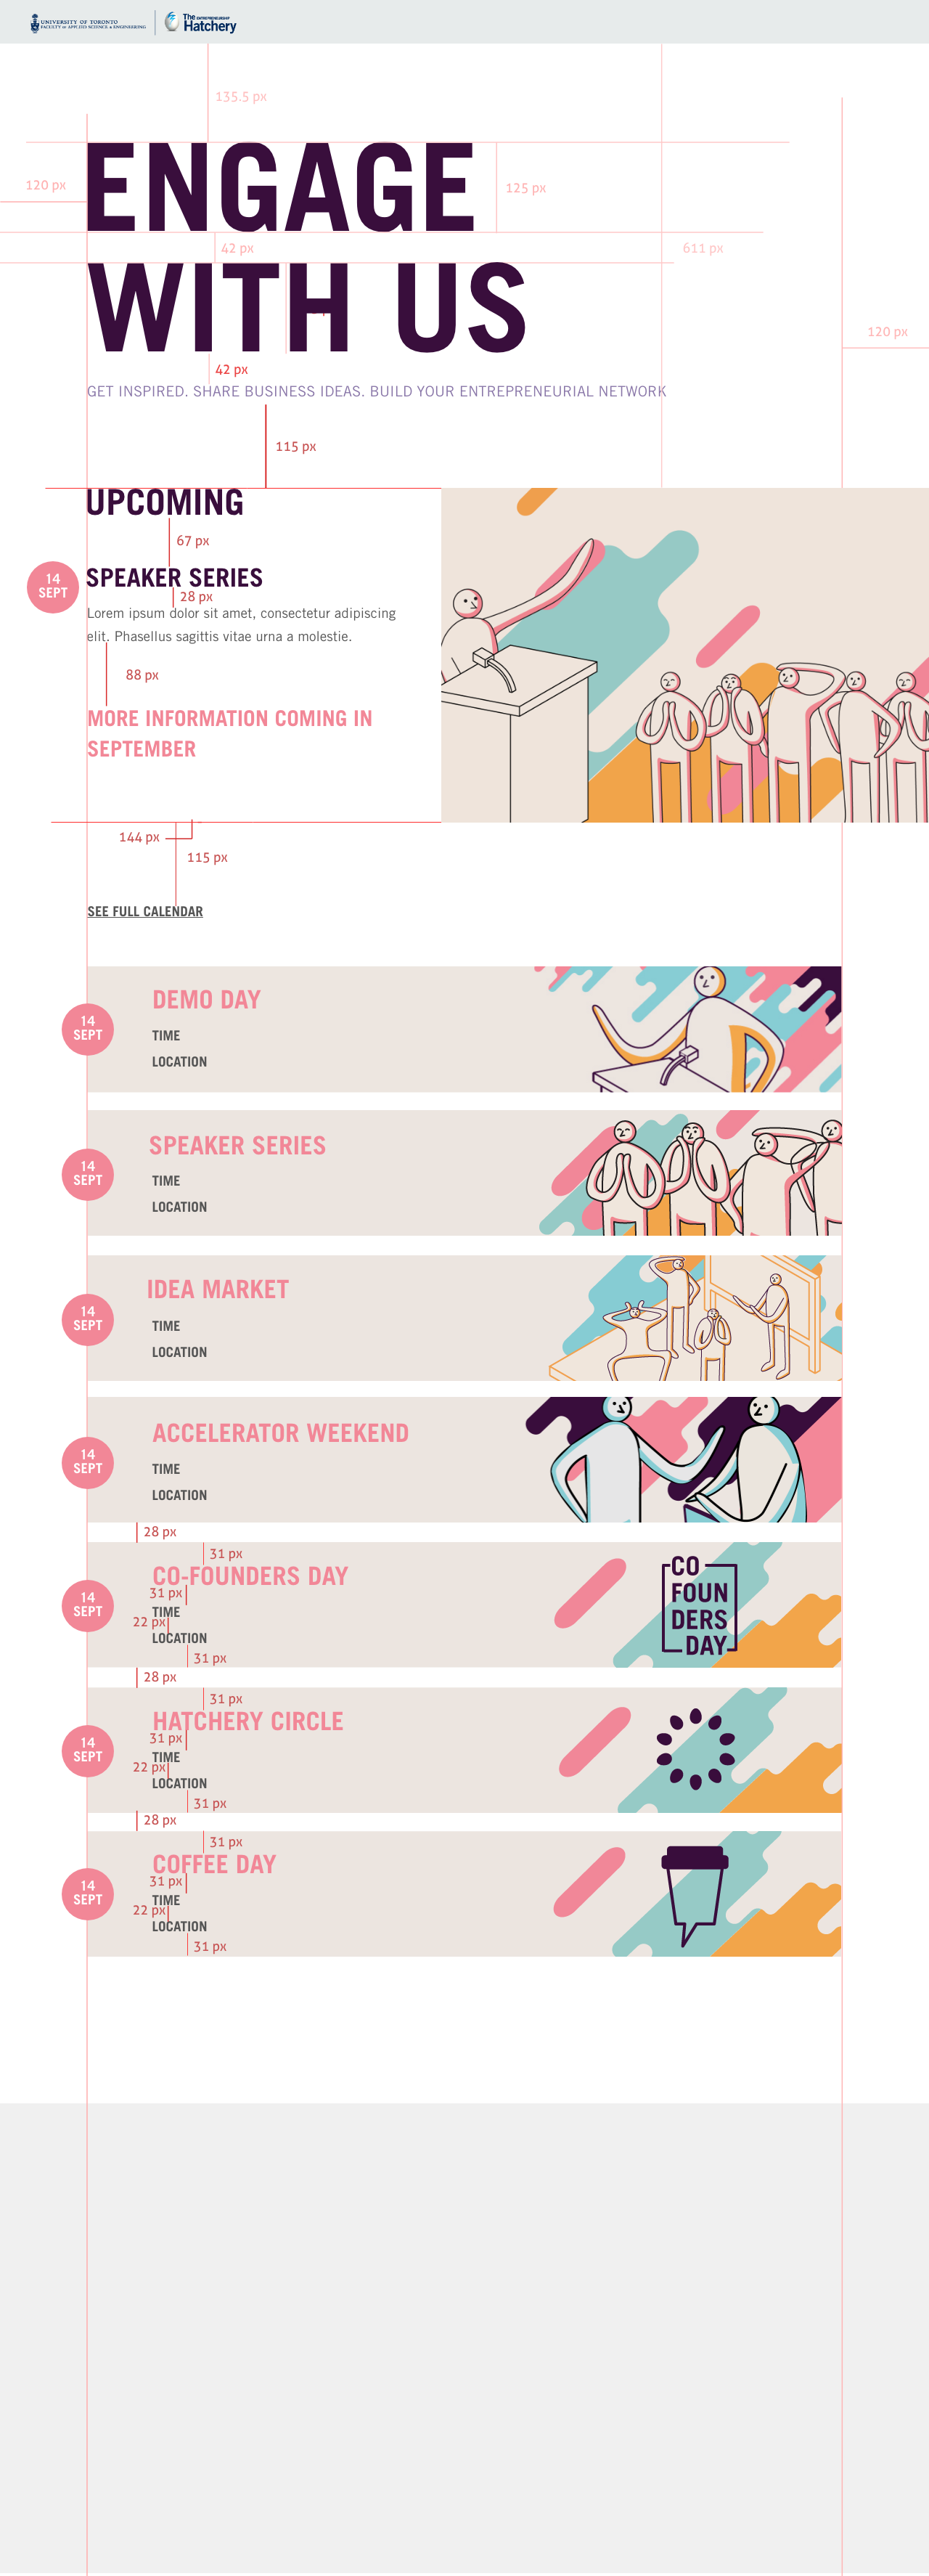 UNIVERSITY OF TORONTO
FACULTY OF APPLIED SCIENCE & ENGINEERING
The ENTREPRENEURSHIP
Hatchery
135.5 px
ENGAGE
120 px
125 px
42 px
611 px
WITH US
120 px
42 px
GET INSPIRED. SHARE BUSINESS IDEAS. BUILD YOUR ENTREPRENEURIAL NETWORK
115 px
UPCOMING
67 px
14
SEPT
SPEAKER SERIES
28 px
Lorem ipsum dolor sit amet, consectetur adipiscing
elit. Phasellus sagittis vitae urna a molestie.
88 px
MORE INFORMATION COMING IN
SEPTEMBER
144 px
115 px
SEE FULL CALENDAR
14
SEPT
DEMO DAY
TIME
LOCATION
14
SEPT
SPEAKER SERIES
TIME
LOCATION
14
SEPT
IDEA MARKET
TIME
LOCATION
14
SEPT
ACCELERATOR WEEKEND
TIME
LOCATION
28 px
31 px
14
SEPT
CO-FOUNDERS DAY
31 px
TIME
22 px
LOCATION
31 px
CO
FOUN
DERS
DAY
28 px
31 px
14
SEPT
HATCHERY CIRCLE
31 px
TIME
22 px
LOCATION
31 px
28 px
31 px
14
SEPT
COFFEE DAY
31 px
TIME
22 px
LOCATION
31 px